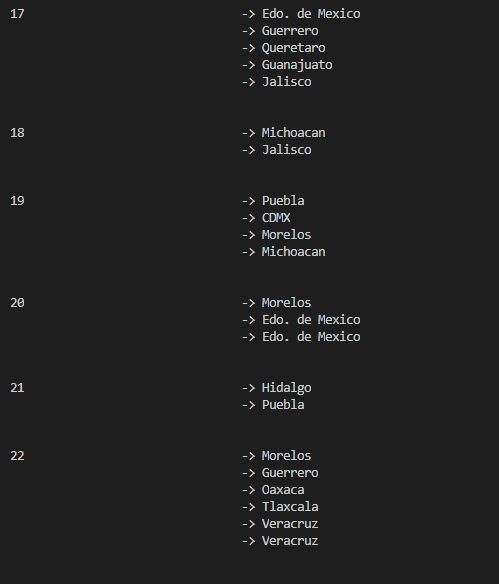 17 -> Edo. de Mexico
-> Guerrero
-> Queretaro
-> Guanajuato
-> Jalisco
18 -> Michoacan
-> Jalisco
19 -> Puebla
-> CDMX
-> Morelos
-> Michoacan
20 -> Morelos
-> Edo. de Mexico
-> Edo. de Mexico
21 -> Hidalgo
-> Puebla
22 -> Morelos
-> Guerrero
-> Oaxaca
-> Tlaxcala
-> Veracruz
-> Veracruz